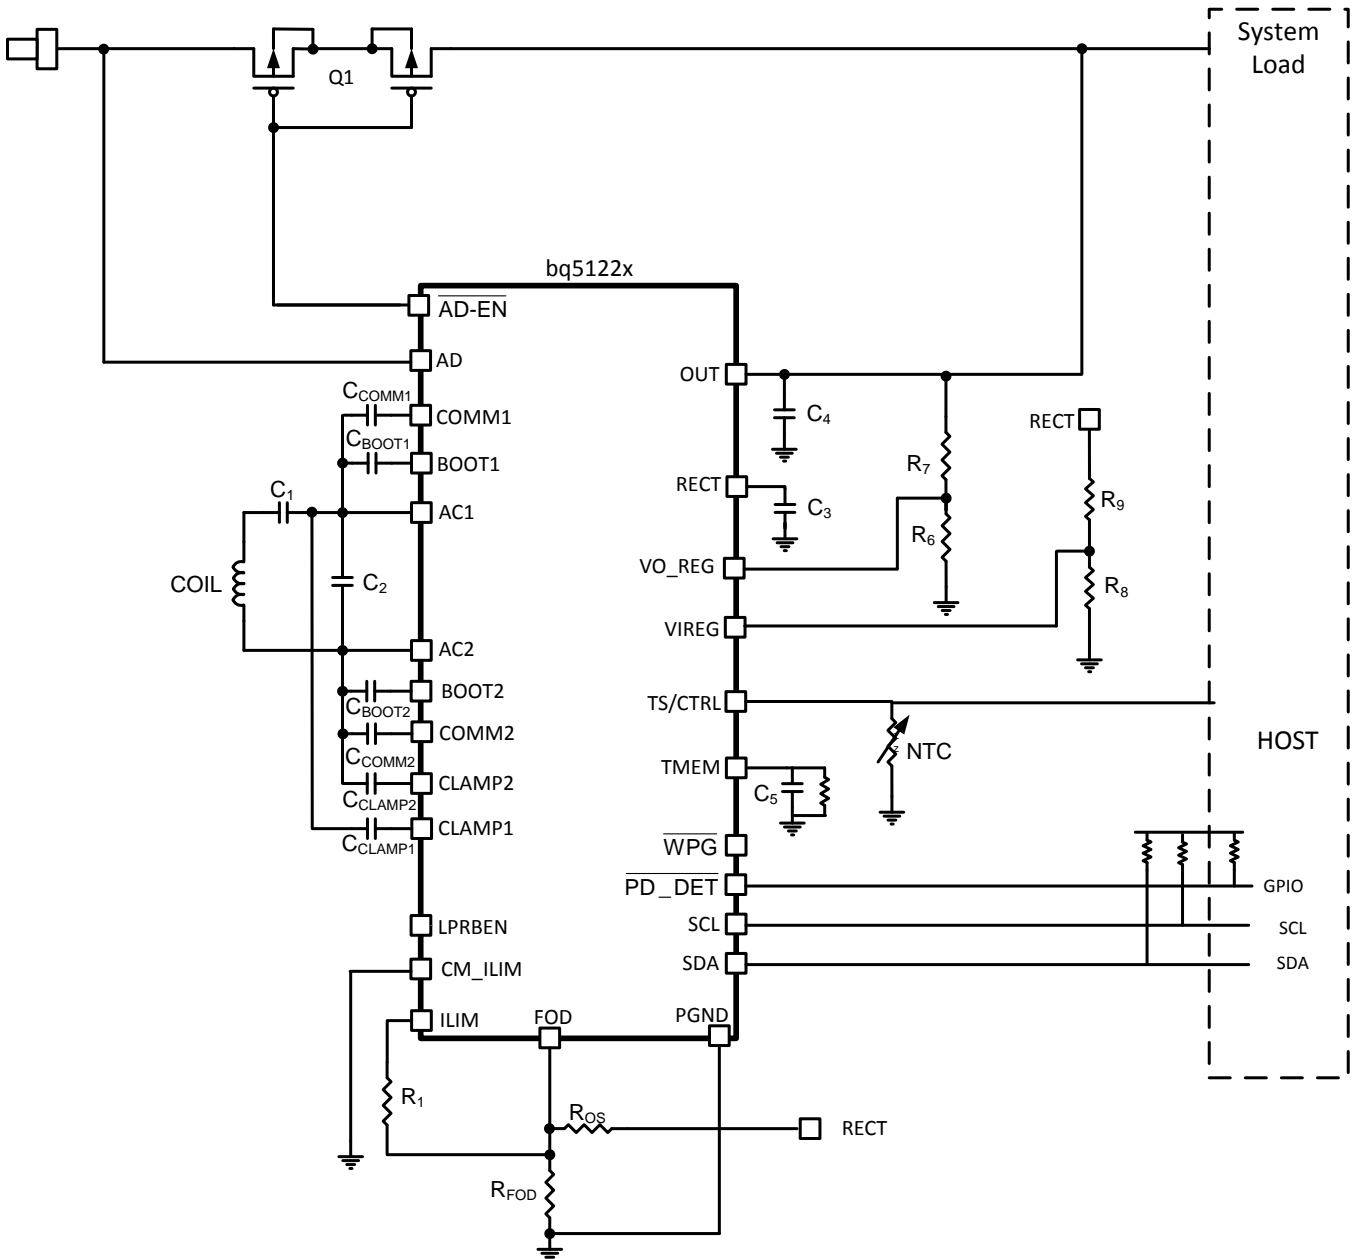 System
Load
Q1
bq5122x
AD-EN
AD
OUT
CCOMM1
COMM1
C4
RECT
CBOOT1
BOOT1
R7
RECT
C1
AC1
C3
R9
R6
VO_REG
COIL
C2
R8
VIREG
AC2
BOOT2
TS/CTRL
CBOOT2
COMM2
NTC
HOST
CCOMM2
TMEM
CLAMP2
C5
CCLAMP2
CLAMP1
CCLAMP1
WPG
PD_DET
GPIO
LPRBEN
SCL
SCL
CM_ILIM
SDA
SDA
ILIM
FOD
PGND
R1
ROS
RECT
RFOD